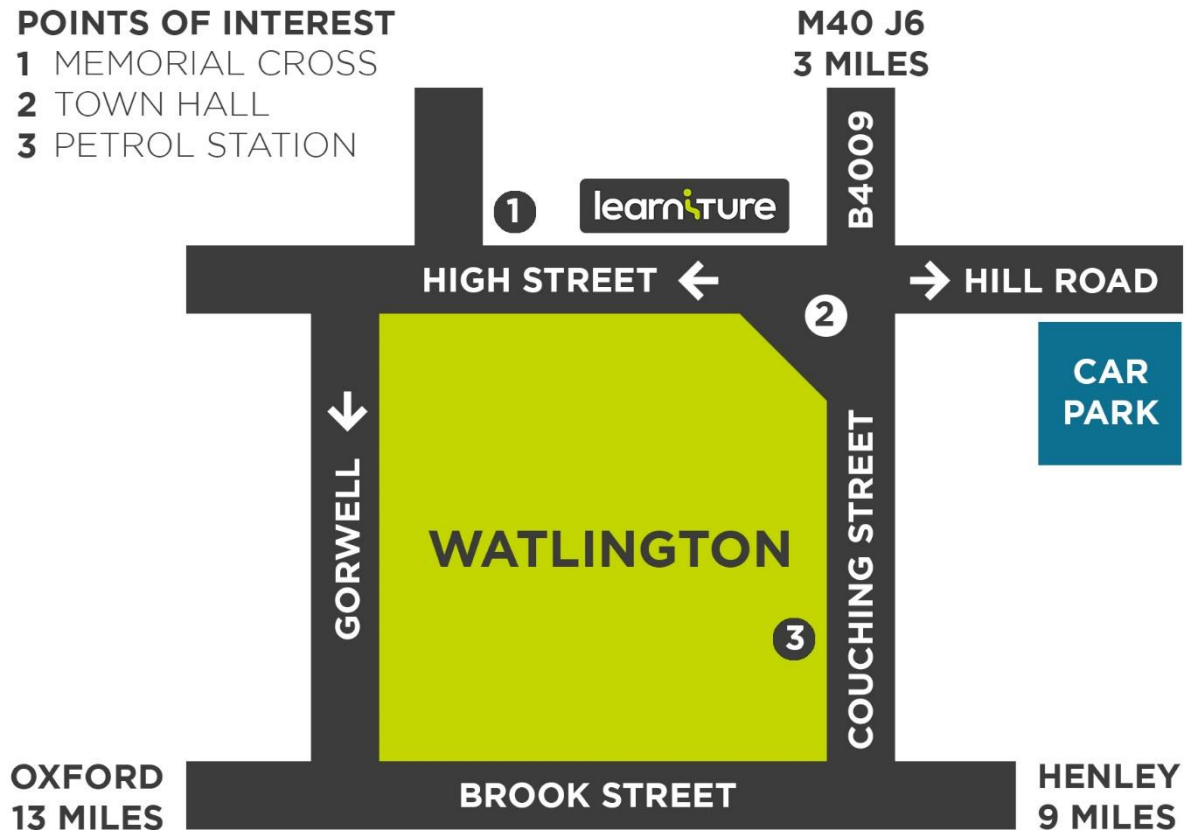 POINTS OF INTEREST
1 MEMORIAL CROSS
2 TOWN HALL
3 PETROL STATION
M40 J6
3 MILES
B4009
1
learniture
HIGH STREET
HILL ROAD
2
CAR
PARK
GORWELL
WATLINGTON
COUCHING STREET
3
OXFORD
13 MILES
BROOK STREET
HENLEY
9 MILES